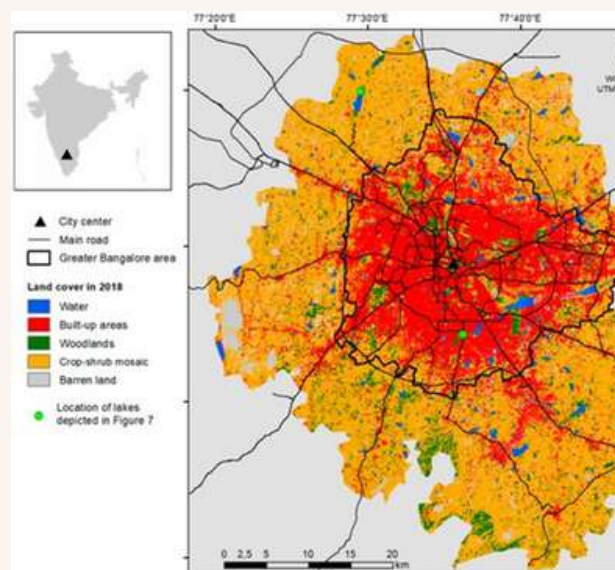 77°20'0"E 77°30'0"E 77°40'0"E
W
UTM
City center
Main road
Greater Bangalore area
Land cover in 2018
Water
Built-up areas
Woodlands
Crop-shrub mosaic
Barren land
Location of lakes
depicted in Figure 7
0 2,5 5 10 15 20
km